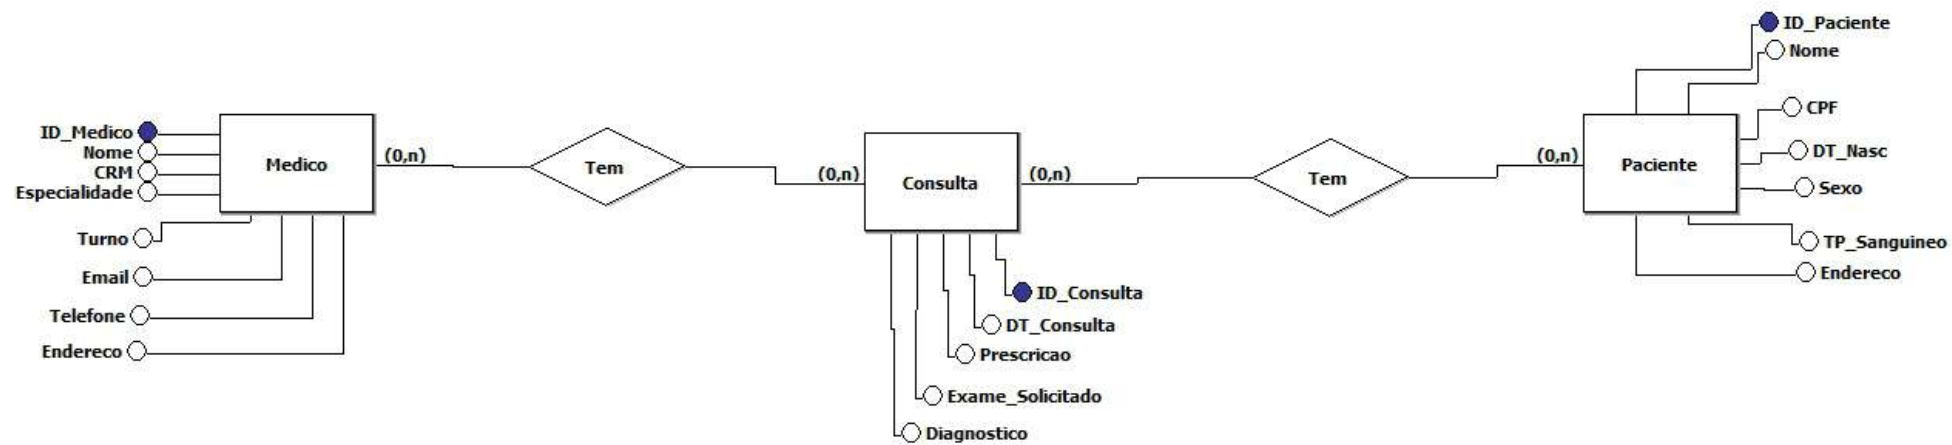 ID_Medico
Nome
CRM
Especialidade
Turno
Email
Telefone
Endereco
Medico
(0,n)
Tem
(0,n)
Consulta
(0,n)
ID_Consulta
DT_Consulta
Prescricao
Exame_Solicitado
Diagnostico
Tem
(0,n)
Paciente
ID_Paciente
Nome
CPF
DT_Nasc
Sexo
TP_Sanguineo
Endereco